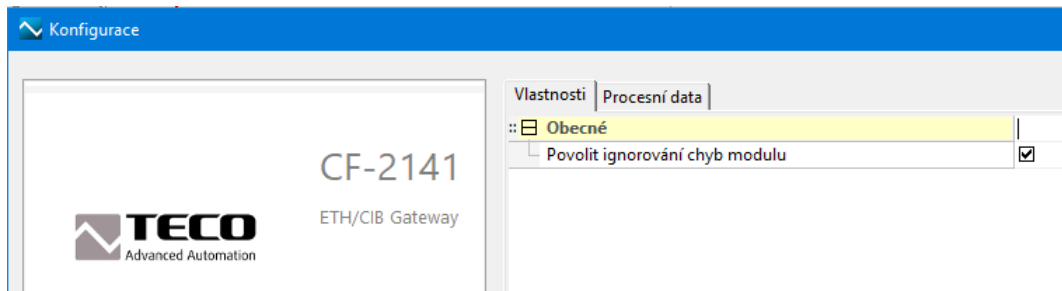 Konfigurace
CF-2141
ETH/CIB Gateway
TECO
Advanced Automation
Vlastnosti
Procesní data
Obecné
Povolit ignorování chyb modulu